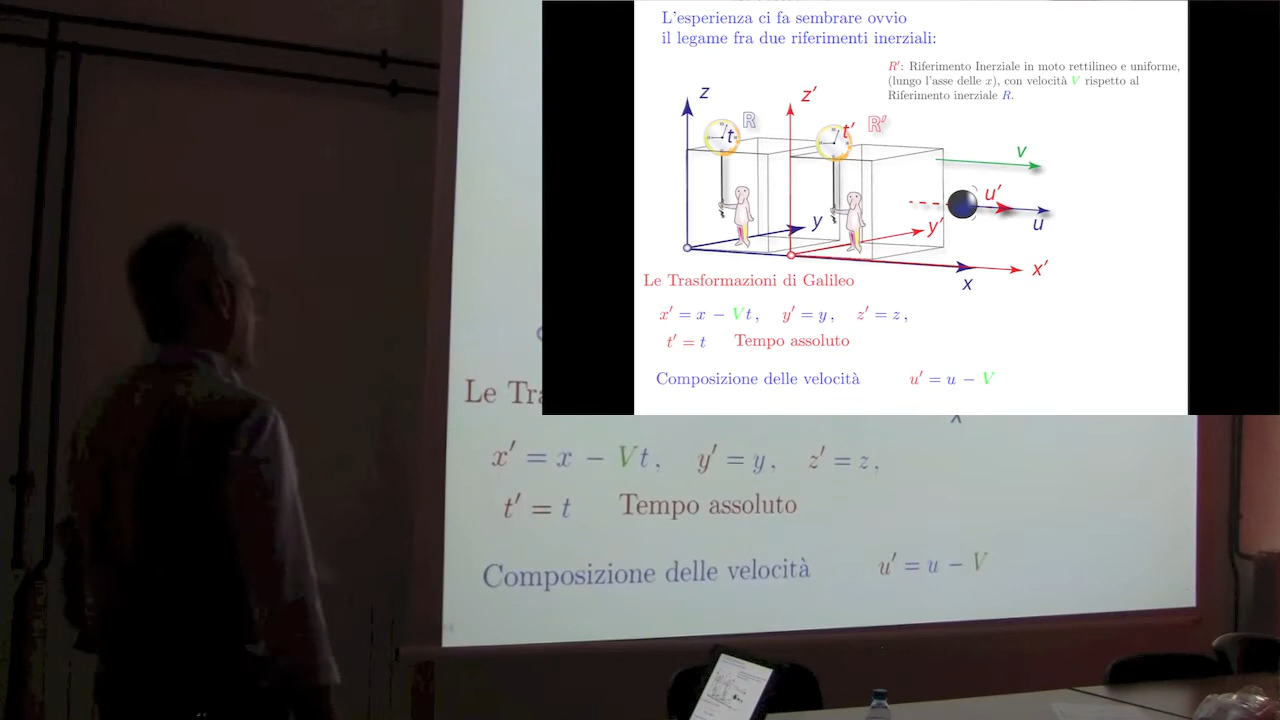 L'esperienza ci fa sembrare ovvio
il legame fra due riferimenti inerziali:
R′: Riferimento Inerziale in moto rettilineo e uniforme,
(lungo l'asse delle x), con velocità V rispetto al
Riferimento inerziale R.
z z′
t R t′ R′
v
u′
y y′ u
x x′
Le Trasformazioni di Galileo
x′ = x − Vt, y′ = y, z′ = z,
t′ = t Tempo assoluto
Composizione delle velocità u′ = u − V
Le Tra
x′ = x − Vt, y′ = y, z′ = z,
t′ = t Tempo assoluto
Composizione delle velocità u′ = u − V